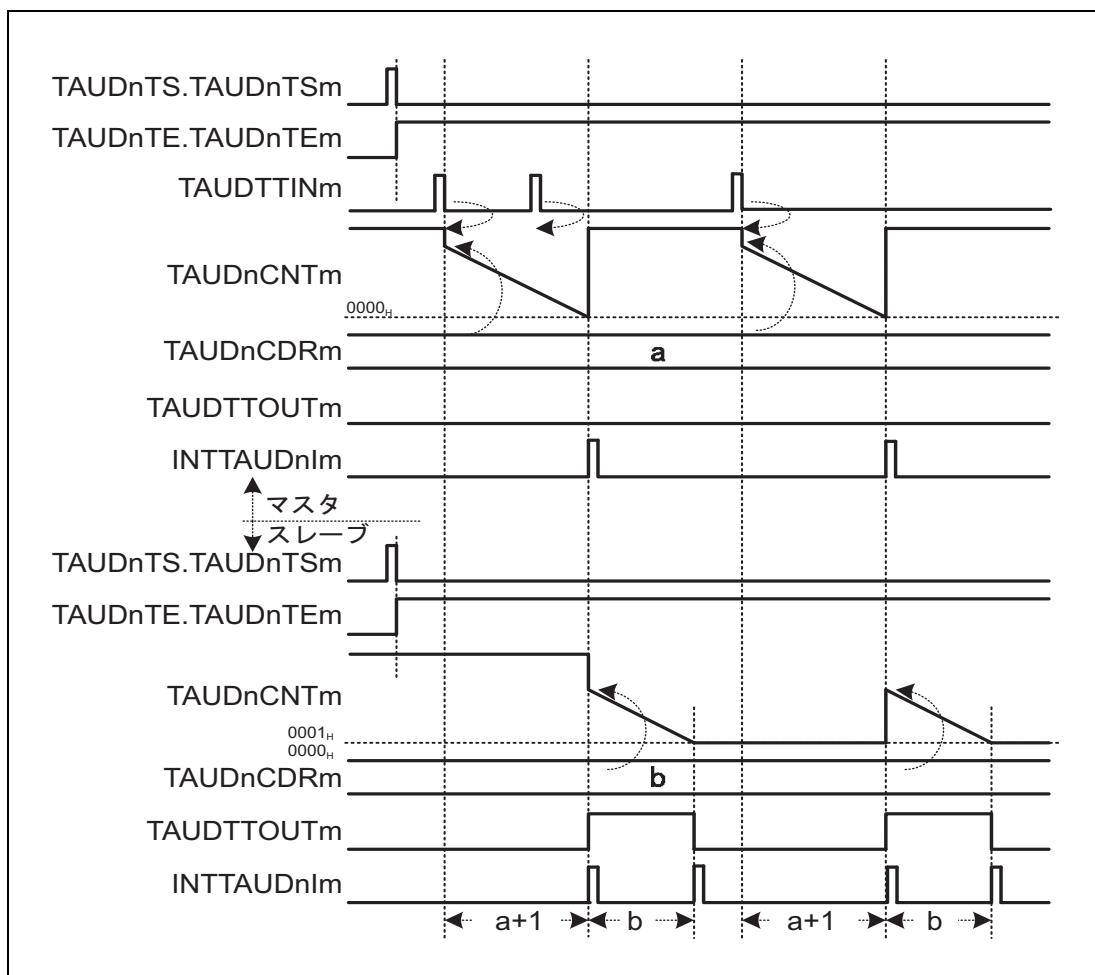 TAUDnTS.TAUDnTSm
TAUDnTE.TAUDnTEm
TAUDTTINm
TAUDnCNTm
0000H
TAUDnCDRm
a
TAUDTTOUTm
INTTAUDnIm
マスタ
スレーブ
TAUDnTS.TAUDnTSm
TAUDnTE.TAUDnTEm
TAUDnCNTm
0001H
0000H
TAUDnCDRm
b
TAUDTTOUTm
INTTAUDnIm
a+1 b a+1 b